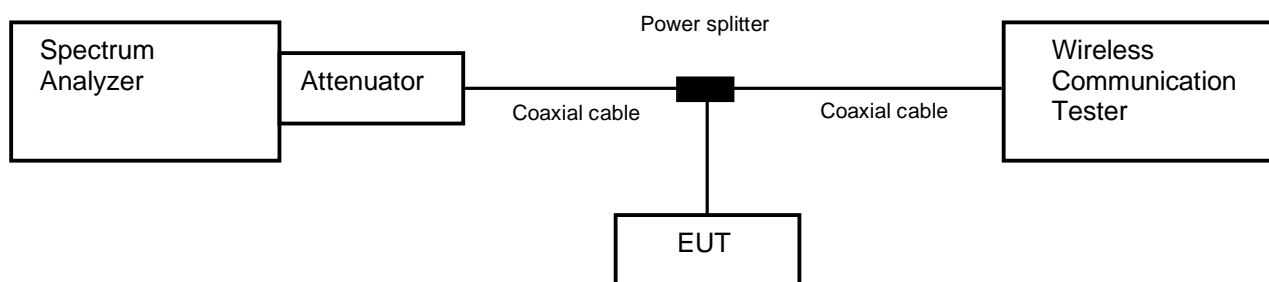 Power splitter
Spectrum
Analyzer
Attenuator
Wireless
Communication
Tester
Coaxial cable
Coaxial cable
EUT